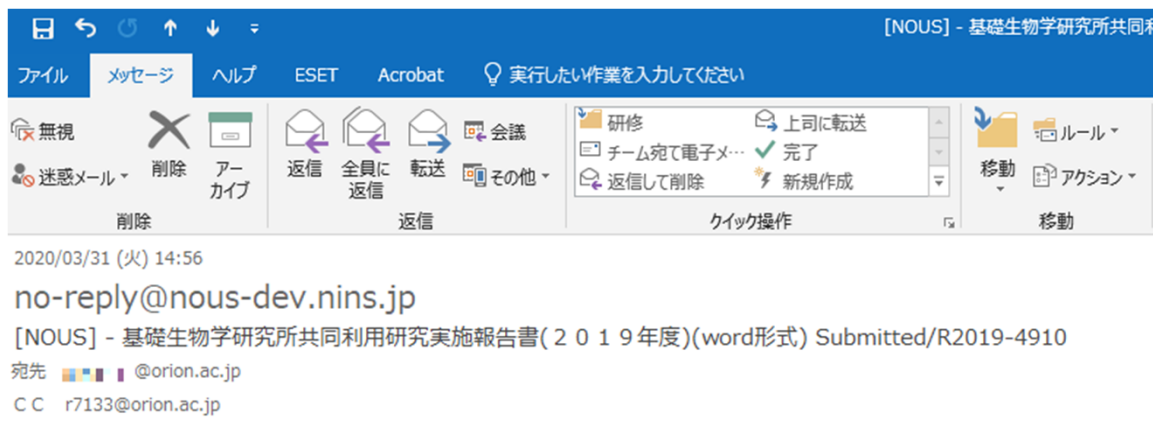 [NOUS] - 基礎生物学研究所共同
ファイル メッセージ ヘルプ ESET Acrobat 実行したい作業を入力してください
無視
迷惑メール
削除
アー
カイブ
削除
返信
全員に
返信
転送
会議
その他
返信
研修
チーム宛て電子メ…
返信して削除
上司に転送
完了
新規作成
クイック操作
移動
ルール
アクション
移動
2020/03/31 (火) 14:56
no-reply@nous-dev.nins.jp
[NOUS] - 基礎生物学研究所共同利用研究実施報告書(２０１９年度)(word形式) Submitted/R2019-4910
宛先 @orion.ac.jp
ＣＣ r7133@orion.ac.jp